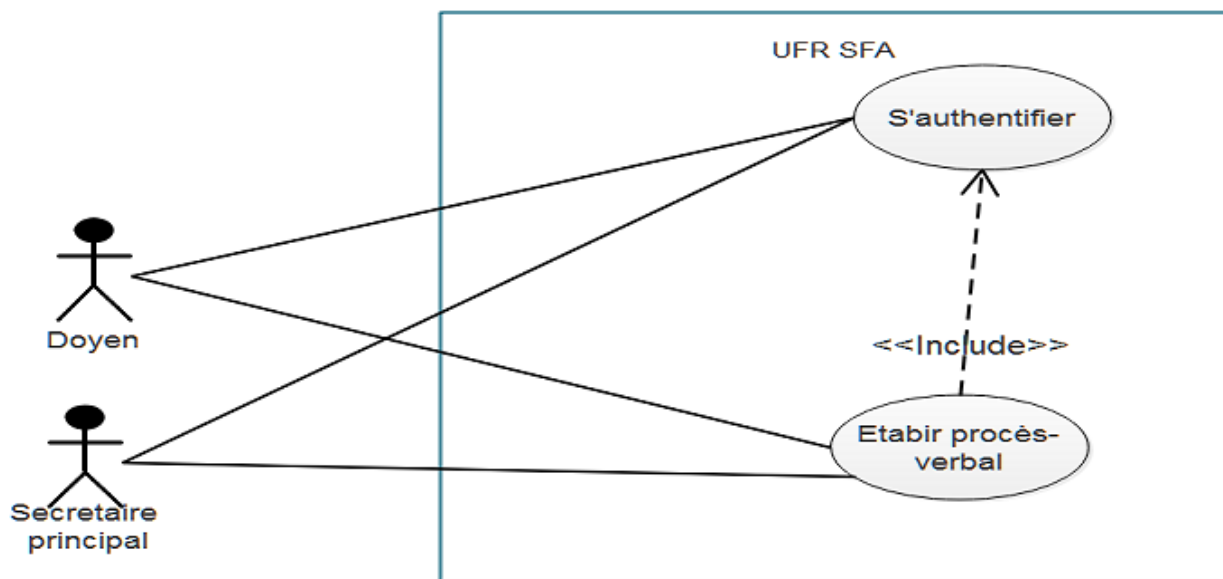 UFR SFA
S'authentifier
Doyen
<<Include>>
Etabir procès-
verbal
Secretaire
principal